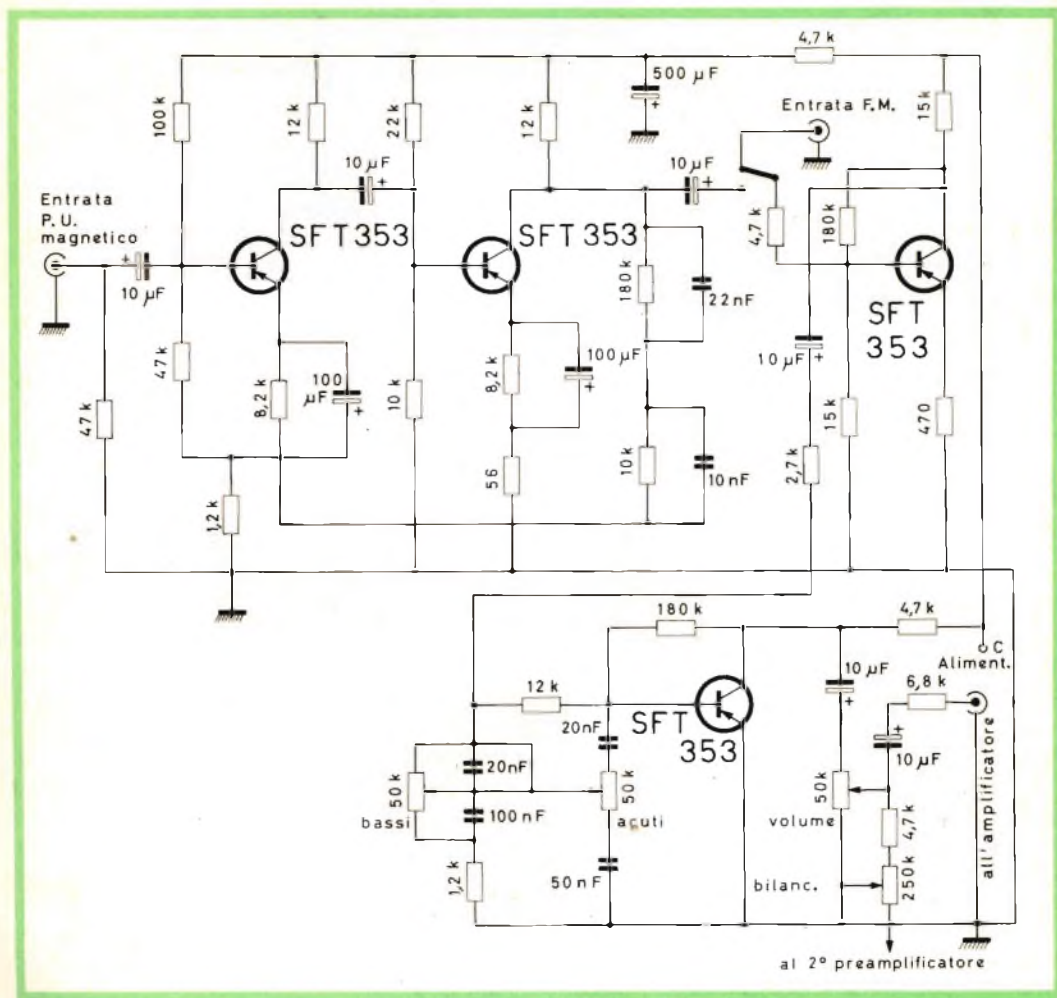 4,7 k
500 µF
+
Entrata F.M.
100 k
12 k
22 k
12 k
15 k
10 µF
+
10 µF
+
Entrata
P. U.
magnetico
SFT 353
SFT 353
4,7 k
180 k
+
10 µF
180 k
22nF
SFT
353
47 k
47 k
8,2 k
100
µF
+
10 k
8,2 k
100 µF
+
10 µF
+
15 k
470
1,2 k
56
10 k
10 nF
2,7 k
180 k
4,7 k
C
Aliment.
12 k
10 µF
+
6,8 k
20nF
SFT
353
+
10 µF
50 k
20nF
100 nF
bassi
50 k
acuti
50 k
volume
4,7 k
all'amplificatore
1,2 k
50 nF
bilanc.
250 k
al 2° preamplificatore